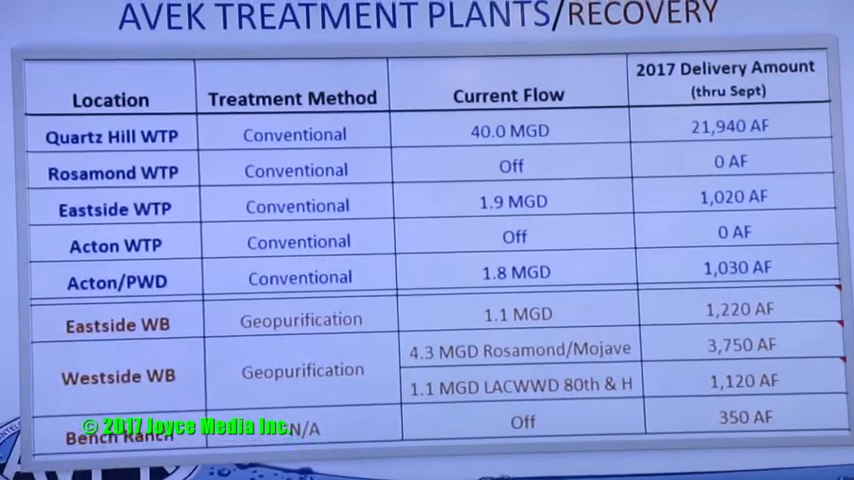 AVEK TREATMENT PLANTS/RECOVERY
Location Treatment Method Current Flow 2017 Delivery Amount (thru Sept)
Quartz Hill WTP Conventional 40.0 MGD 21,940 AF
Rosamond WTP Conventional Off 0 AF
Eastside WTP Conventional 1.9 MGD 1,020 AF
Acton WTP Conventional Off 0 AF
Acton/PWD Conventional 1.8 MGD 1,030 AF
Eastside WB Geopurification 1.1 MGD 1,220 AF
Westside WB Geopurification 4.3 MGD Rosamond/Mojave 3,750 AF
1.1 MGD LACWWD 80th & H 1,120 AF
Bench Ranch N/A Off 350 AF
© 2017 Joyce Media Inc.